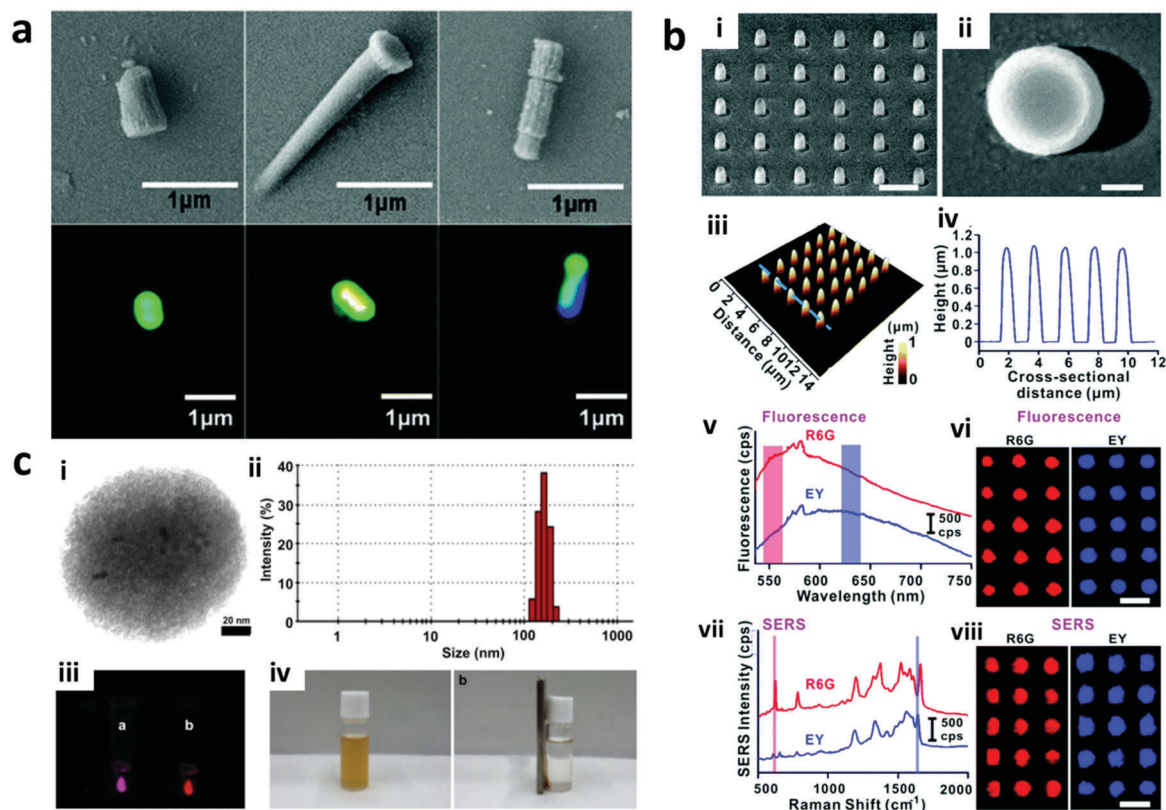 a
1µm
1µm
1µm
1µm
1µm
1µm
b
i
ii
iii
0
2
4
6
8
10
12
14
Distance (µm)
Height (µm)
1
0
iv
Height (µm)
1.2
1.0
0.8
0.6
0.4
0.2
0
0 2 4 6 8 10 12
Cross-sectional
distance (µm)
v
Fluorescence
R6G
EY
500
cps
Fluorescence (cps)
550 600 650 700 750
Wavelength (nm)
vi
Fluorescence
R6G EY
vii
SERS
R6G
EY
500
cps
SERS Intensity (cps)
500 1000 1500 2000
Raman Shift (cm⁻¹)
viii
SERS
R6G EY
c
i
20 nm
ii
Intensity (%)
40
30
20
10
0
1 10 100 1000
Size (nm)
iii
a b
iv
b